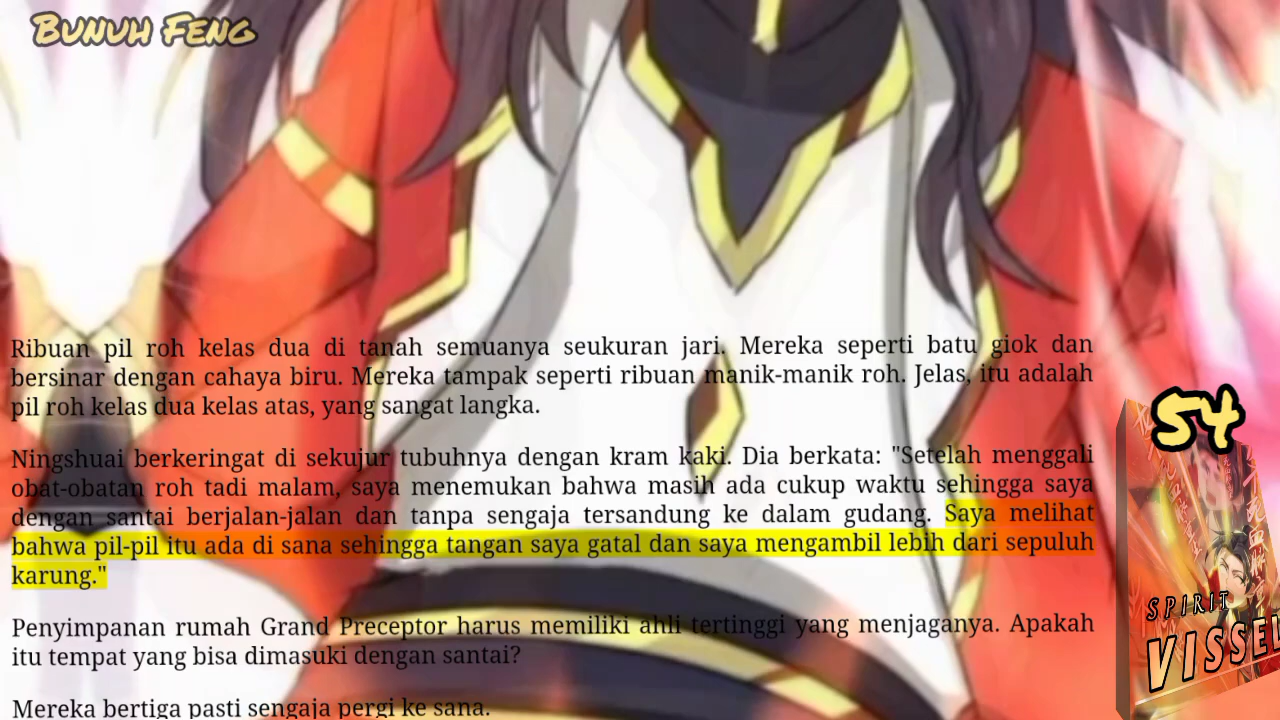 Bunuh Feng
Ribuan pil roh kelas dua di tanah semuanya seukuran jari. Mereka seperti batu giok dan
bersinar dengan cahaya biru. Mereka tampak seperti ribuan manik-manik roh. Jelas, itu adalah
pil roh kelas dua kelas atas, yang sangat langka.
Ningshuai berkeringat di sekujur tubuhnya dengan kram kaki. Dia berkata: "Setelah menggali
obat-obatan roh tadi malam, saya menemukan bahwa masih ada cukup waktu sehingga saya
dengan santai berjalan-jalan dan tanpa sengaja tersandung ke dalam gudang. Saya melihat
bahwa pil-pil itu ada di sana sehingga tangan saya gatal dan saya mengambil lebih dari sepuluh
karung."
54
SPIRIT
VISSEL
Penyimpanan rumah Grand Preceptor harus memiliki ahli tertinggi yang menjaganya. Apakah
itu tempat yang bisa dimasuki dengan santai?
Mereka bertiga pasti sengaja pergi ke sana.